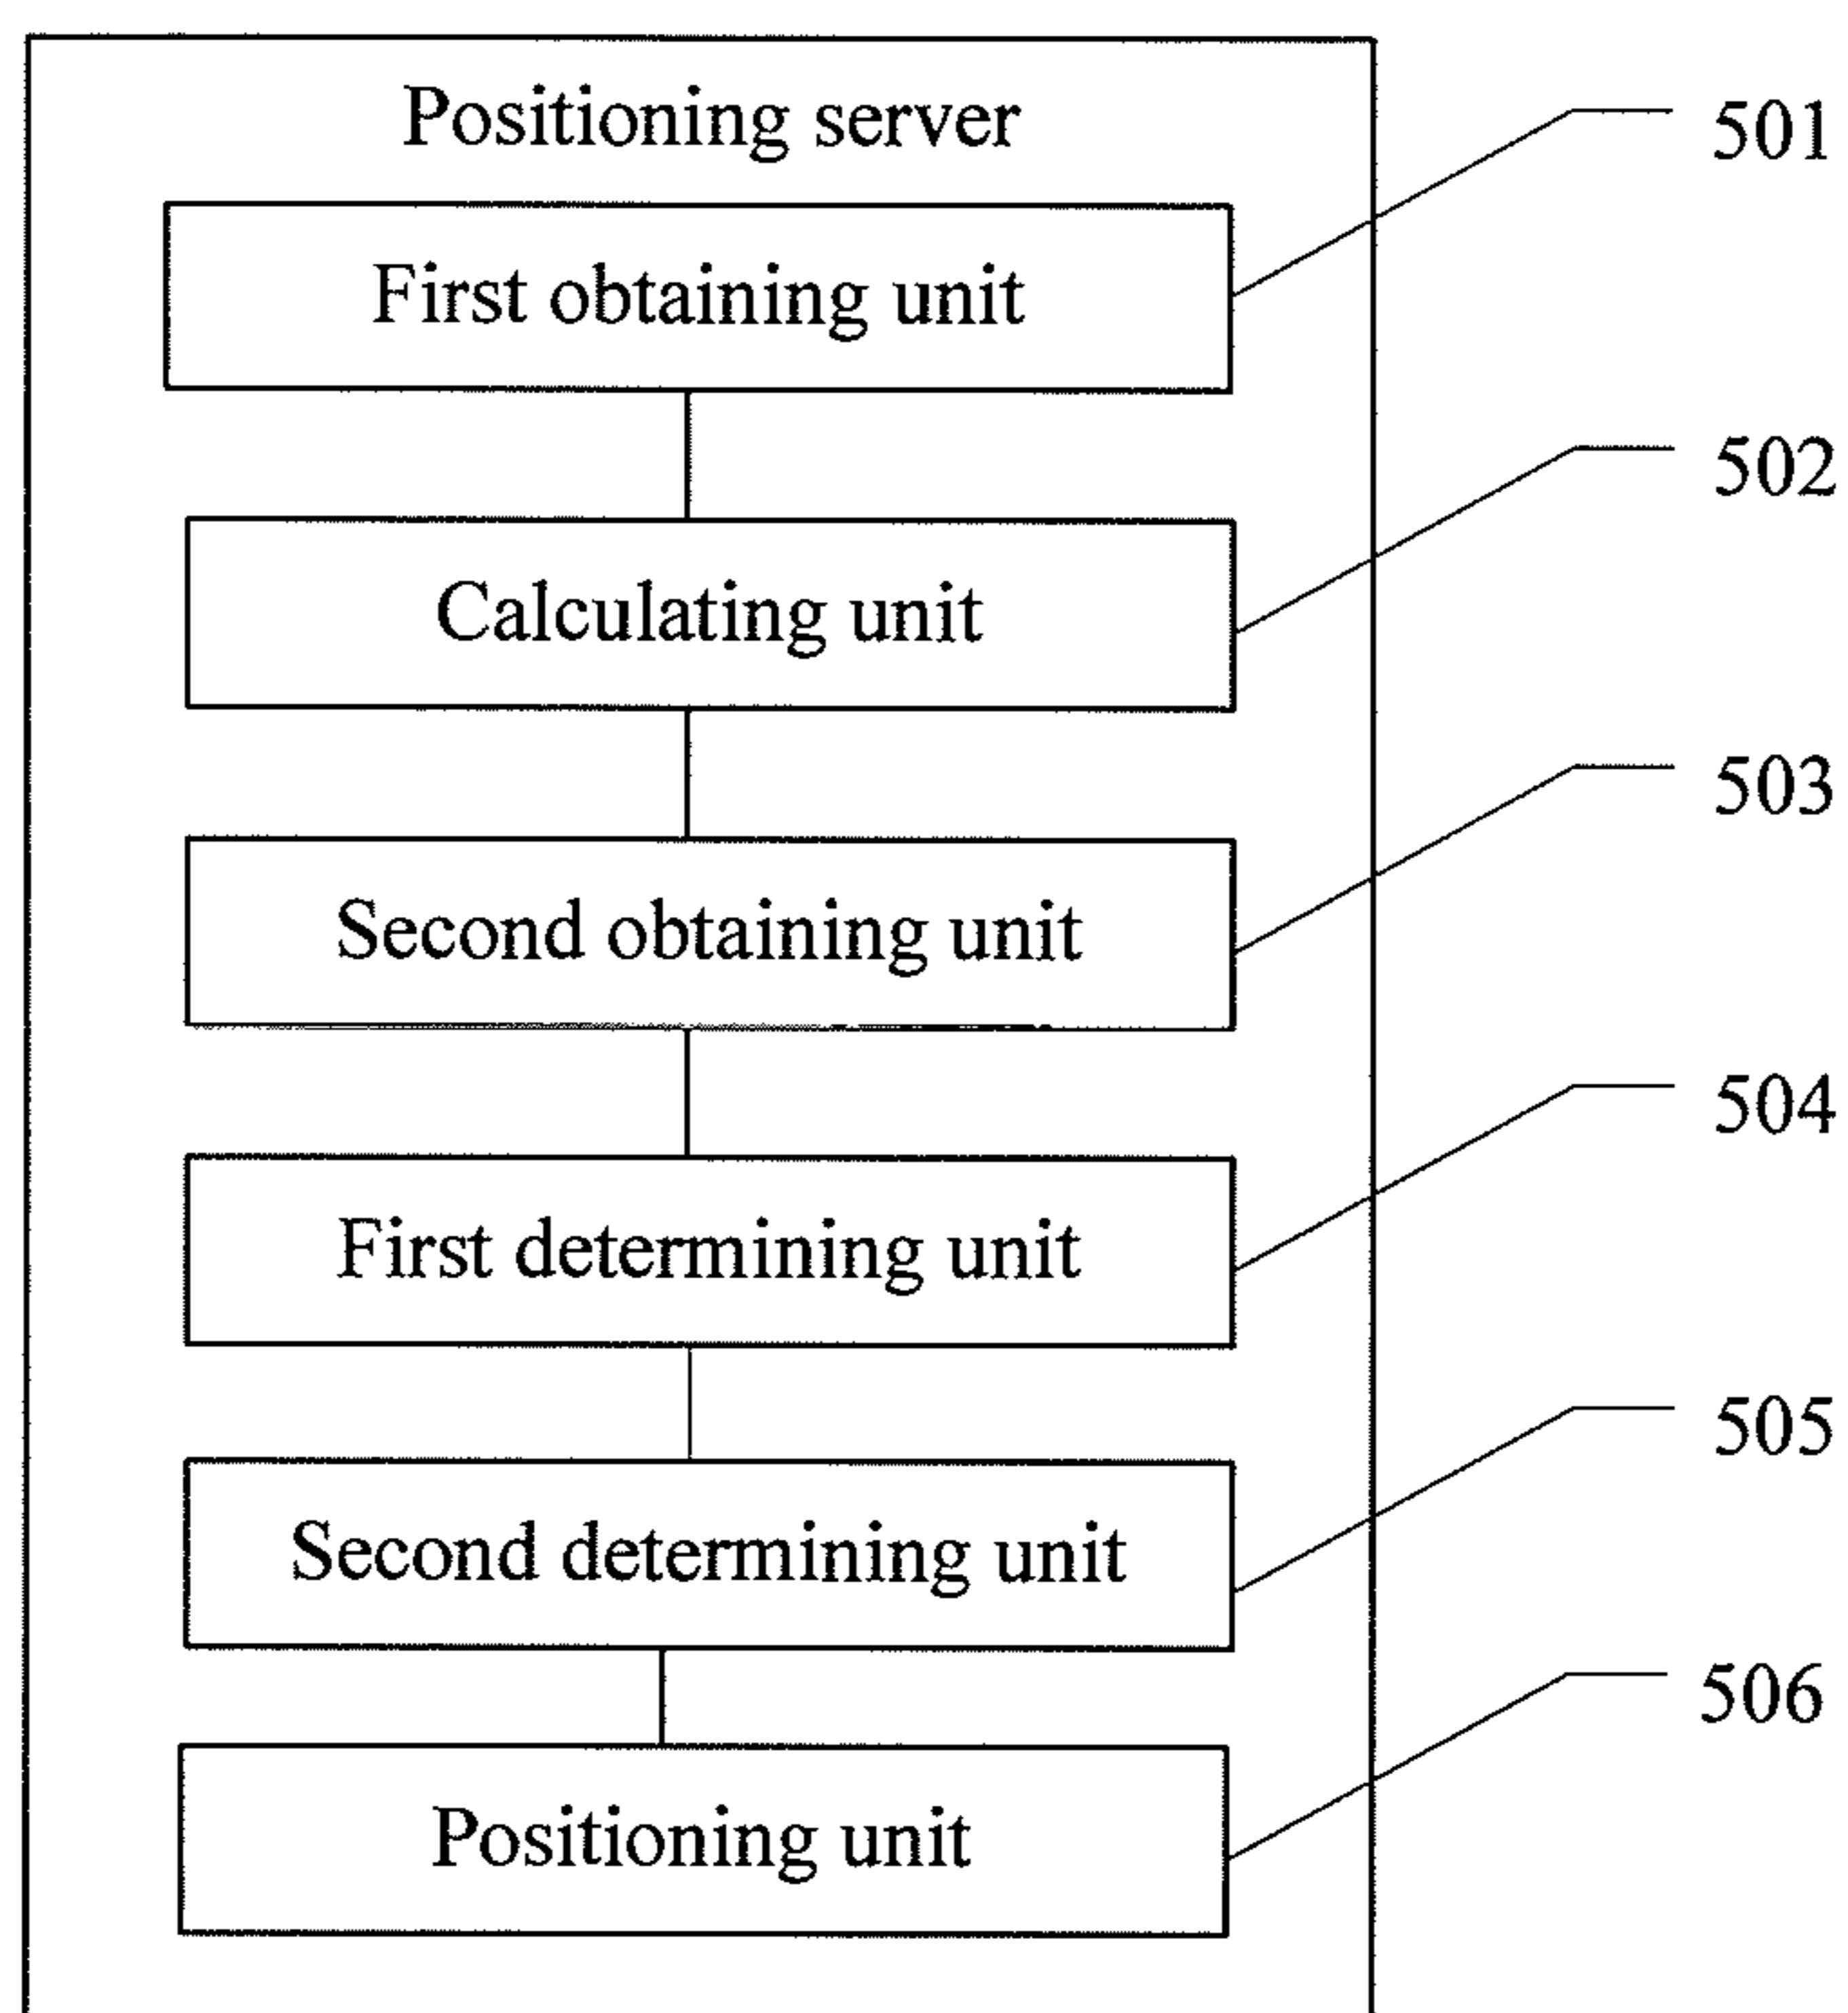 Positioning server
501
First obtaining unit
502
Calculating unit
503
Second obtaining unit
504
First determining unit
505
Second determining unit
506
Positioning unit